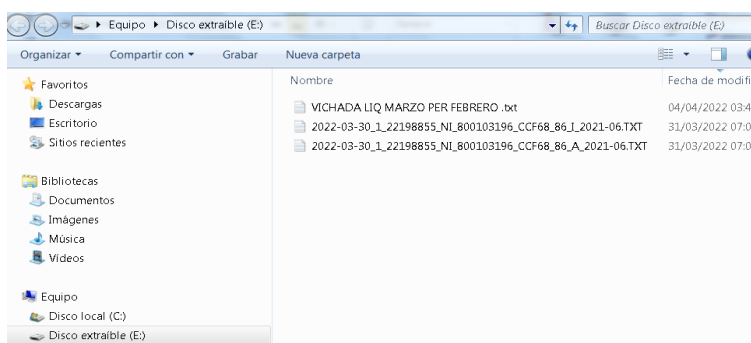 Equipo Disco extraíble (E:) Buscar Disco extraíble (E:)
Organizar Compartir con Grabar Nueva carpeta
Favoritos
Descargas
Escritorio
Sitios recientes
Bibliotecas
Documentos
Imágenes
Música
Vídeos
Equipo
Disco local (C:)
Disco extraíble (E:)
Nombre Fecha de modifi
VICHADA LIQ MARZO PER FEBRERO .txt 04/04/2022 03:4
2022-03-30_1_22198855_NI_800103196_CCF68_86_I_2021-06.TXT 31/03/2022 07:0
2022-03-30_1_22198855_NI_800103196_CCF68_86_A_2021-06.TXT 31/03/2022 07:0